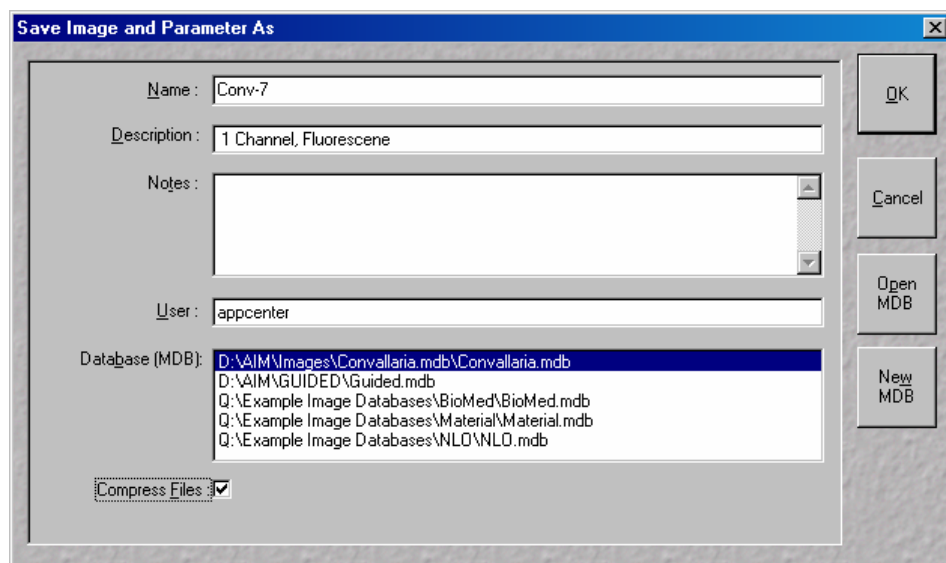 Save Image and Parameter As
Name : Conv-7
Description : 1 Channel, Fluorescene
Notes :
User : appcenter
Database (MDB): D:\AIM\Images\Convallaria.mdb\Convallaria.mdb
D:\AIM\GUIDED\Guided.mdb
Q:\Example Image Databases\BioMed\BioMed.mdb
Q:\Example Image Databases\Material\Material.mdb
Q:\Example Image Databases\NLO\NLO.mdb
Compress Files :
OK
Cancel
Open
MDB
New
MDB